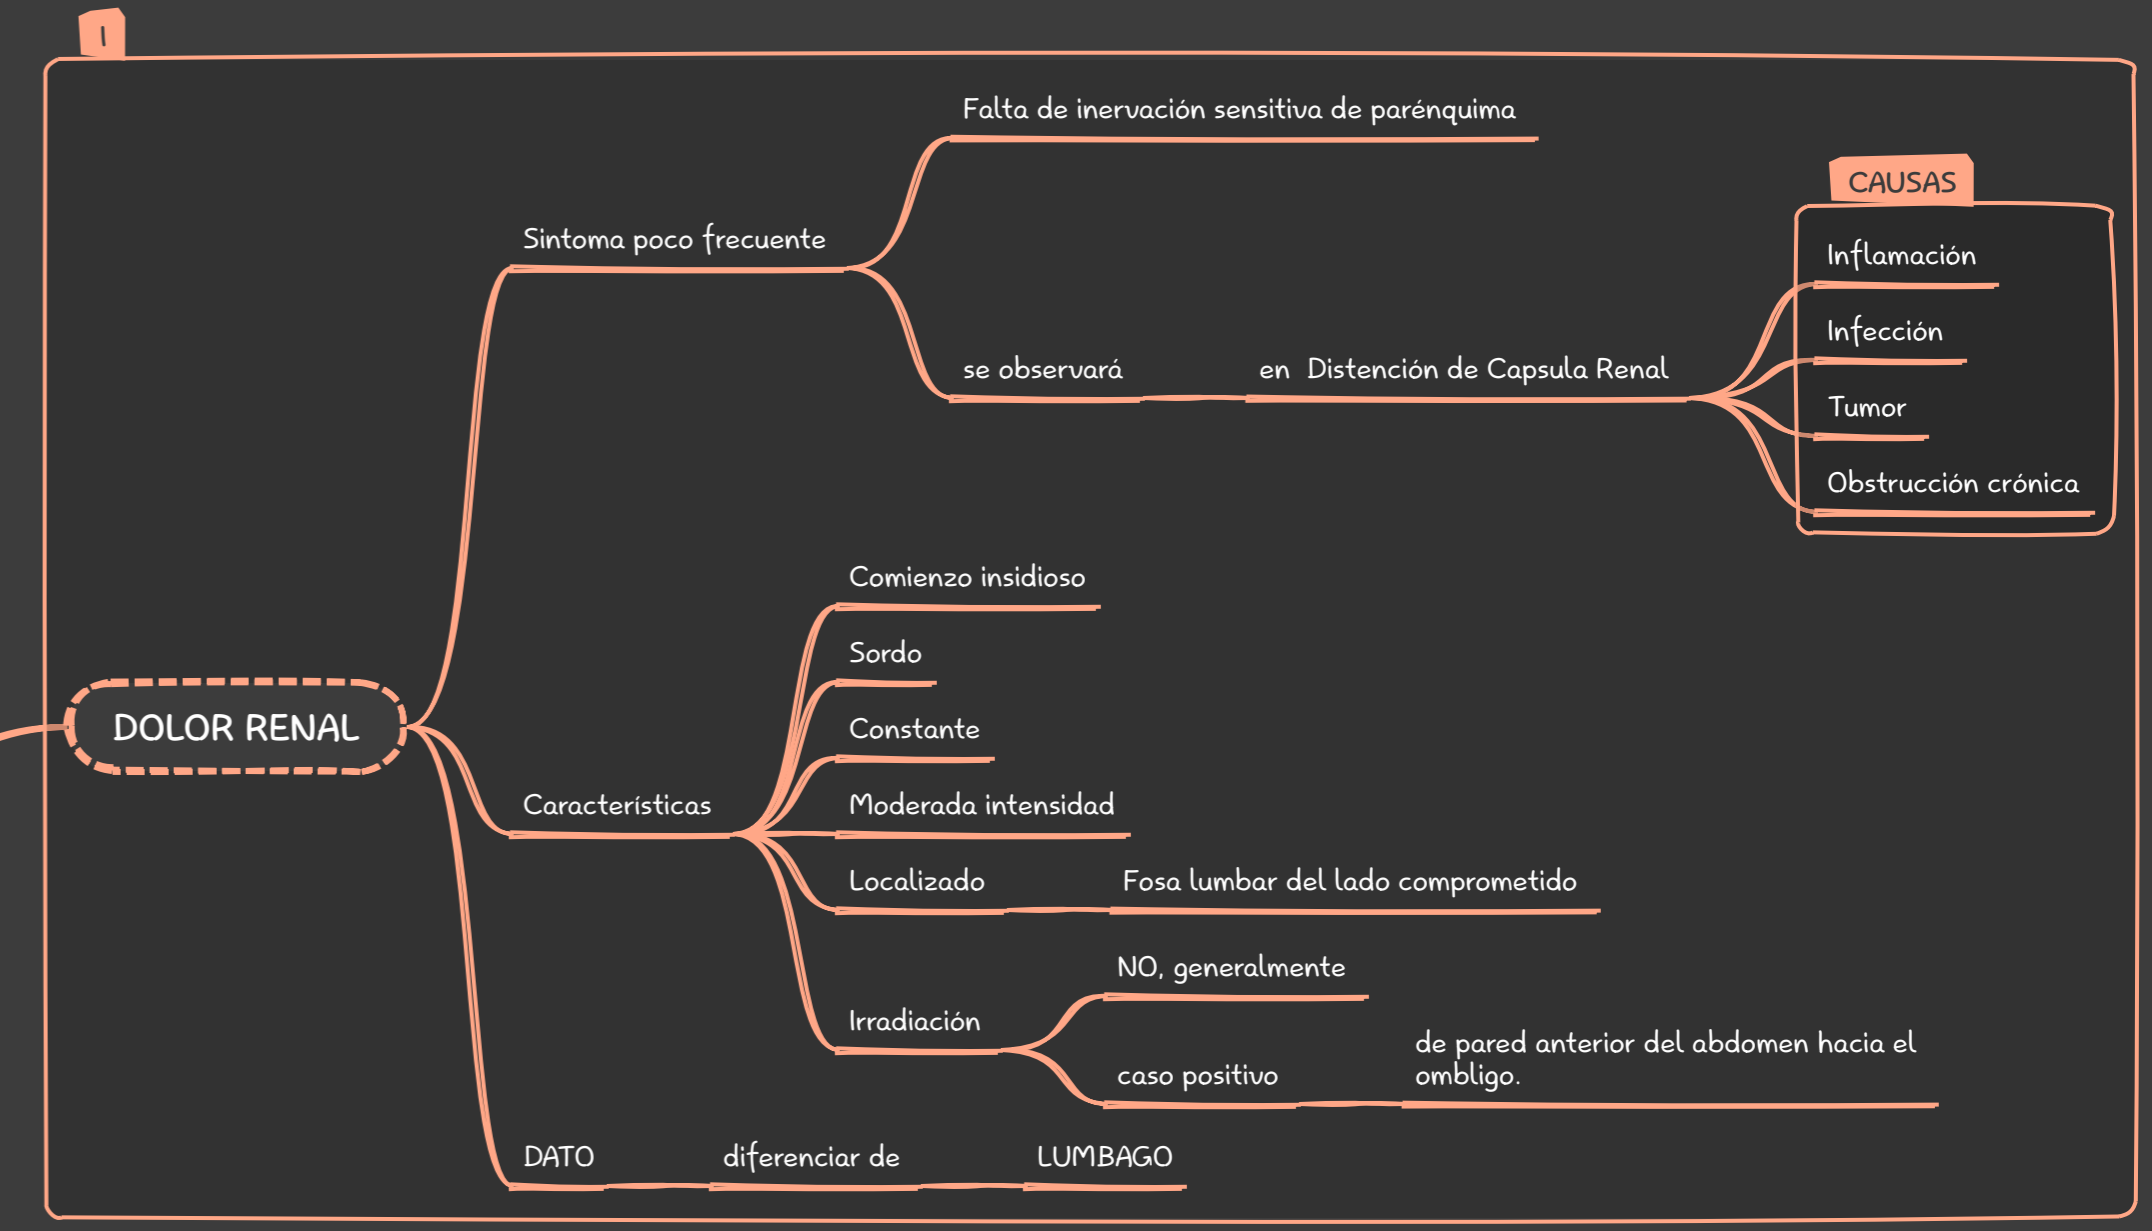 I
Falta de inervación sensitiva de parénquima
CAUSAS
Sintoma poco frecuente
Inflamación
Infección
se observará
en Distención de Capsula Renal
Tumor
Obstrucción crónica
Comienzo insidioso
Sordo
DOLOR RENAL
Constante
Características
Moderada intensidad
Localizado
Fosa lumbar del lado comprometido
NO, generalmente
Irradiación
caso positivo
de pared anterior del abdomen hacia el
ombligo.
DATO
diferenciar de
LUMBAGO